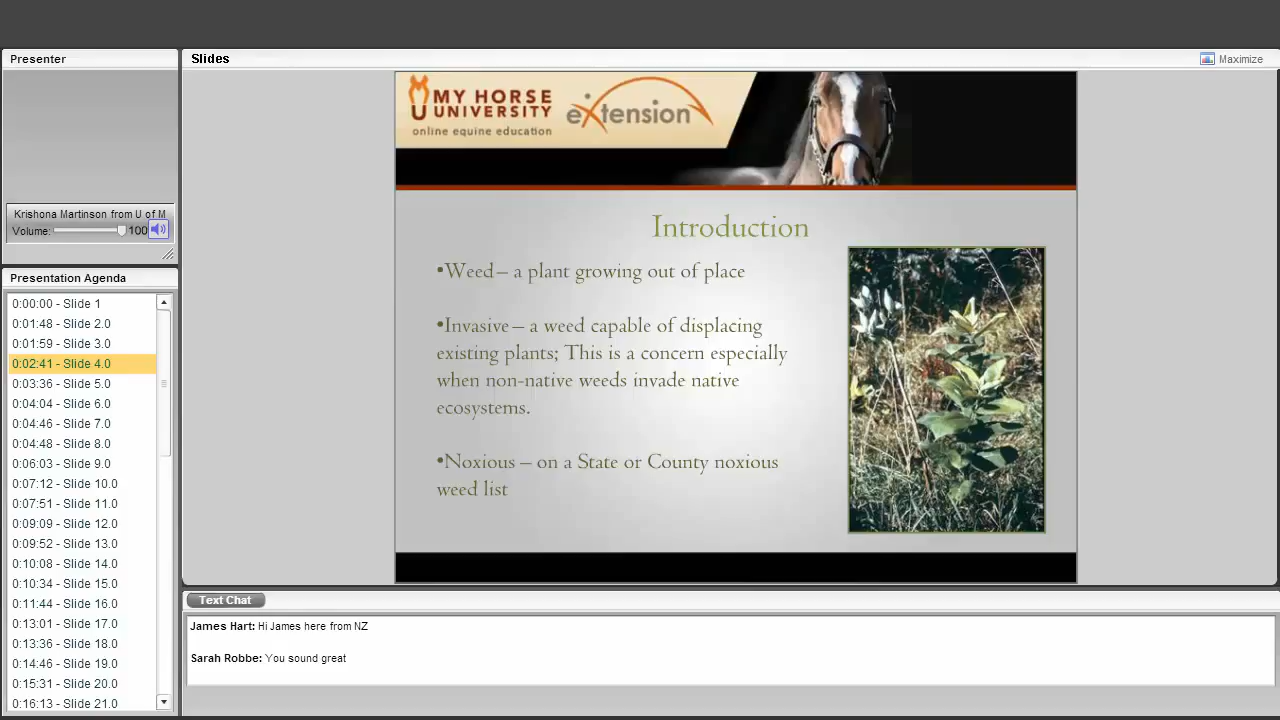 Presenter
Slides
Maximize
MY HORSE
UNIVERSITY
online equine education
eXtension
Krishona Martinson from U of M
Volume: 100
Presentation Agenda
0:00:00 - Slide 1
0:01:48 - Slide 2.0
0:01:59 - Slide 3.0
0:02:41 - Slide 4.0
0:03:36 - Slide 5.0
0:04:04 - Slide 6.0
0:04:46 - Slide 7.0
0:04:48 - Slide 8.0
0:06:03 - Slide 9.0
0:07:12 - Slide 10.0
0:07:51 - Slide 11.0
0:09:09 - Slide 12.0
0:09:52 - Slide 13.0
0:10:08 - Slide 14.0
0:10:34 - Slide 15.0
0:11:44 - Slide 16.0
0:13:01 - Slide 17.0
0:13:36 - Slide 18.0
0:14:46 - Slide 19.0
0:15:31 - Slide 20.0
0:16:13 - Slide 21.0
Introduction
•Weed – a plant growing out of place
•Invasive – a weed capable of displacing
existing plants; This is a concern especially
when non-native weeds invade native
ecosystems.
•Noxious – on a State or County noxious
weed list
Text Chat
James Hart: Hi James here from NZ
Sarah Robbe: You sound great